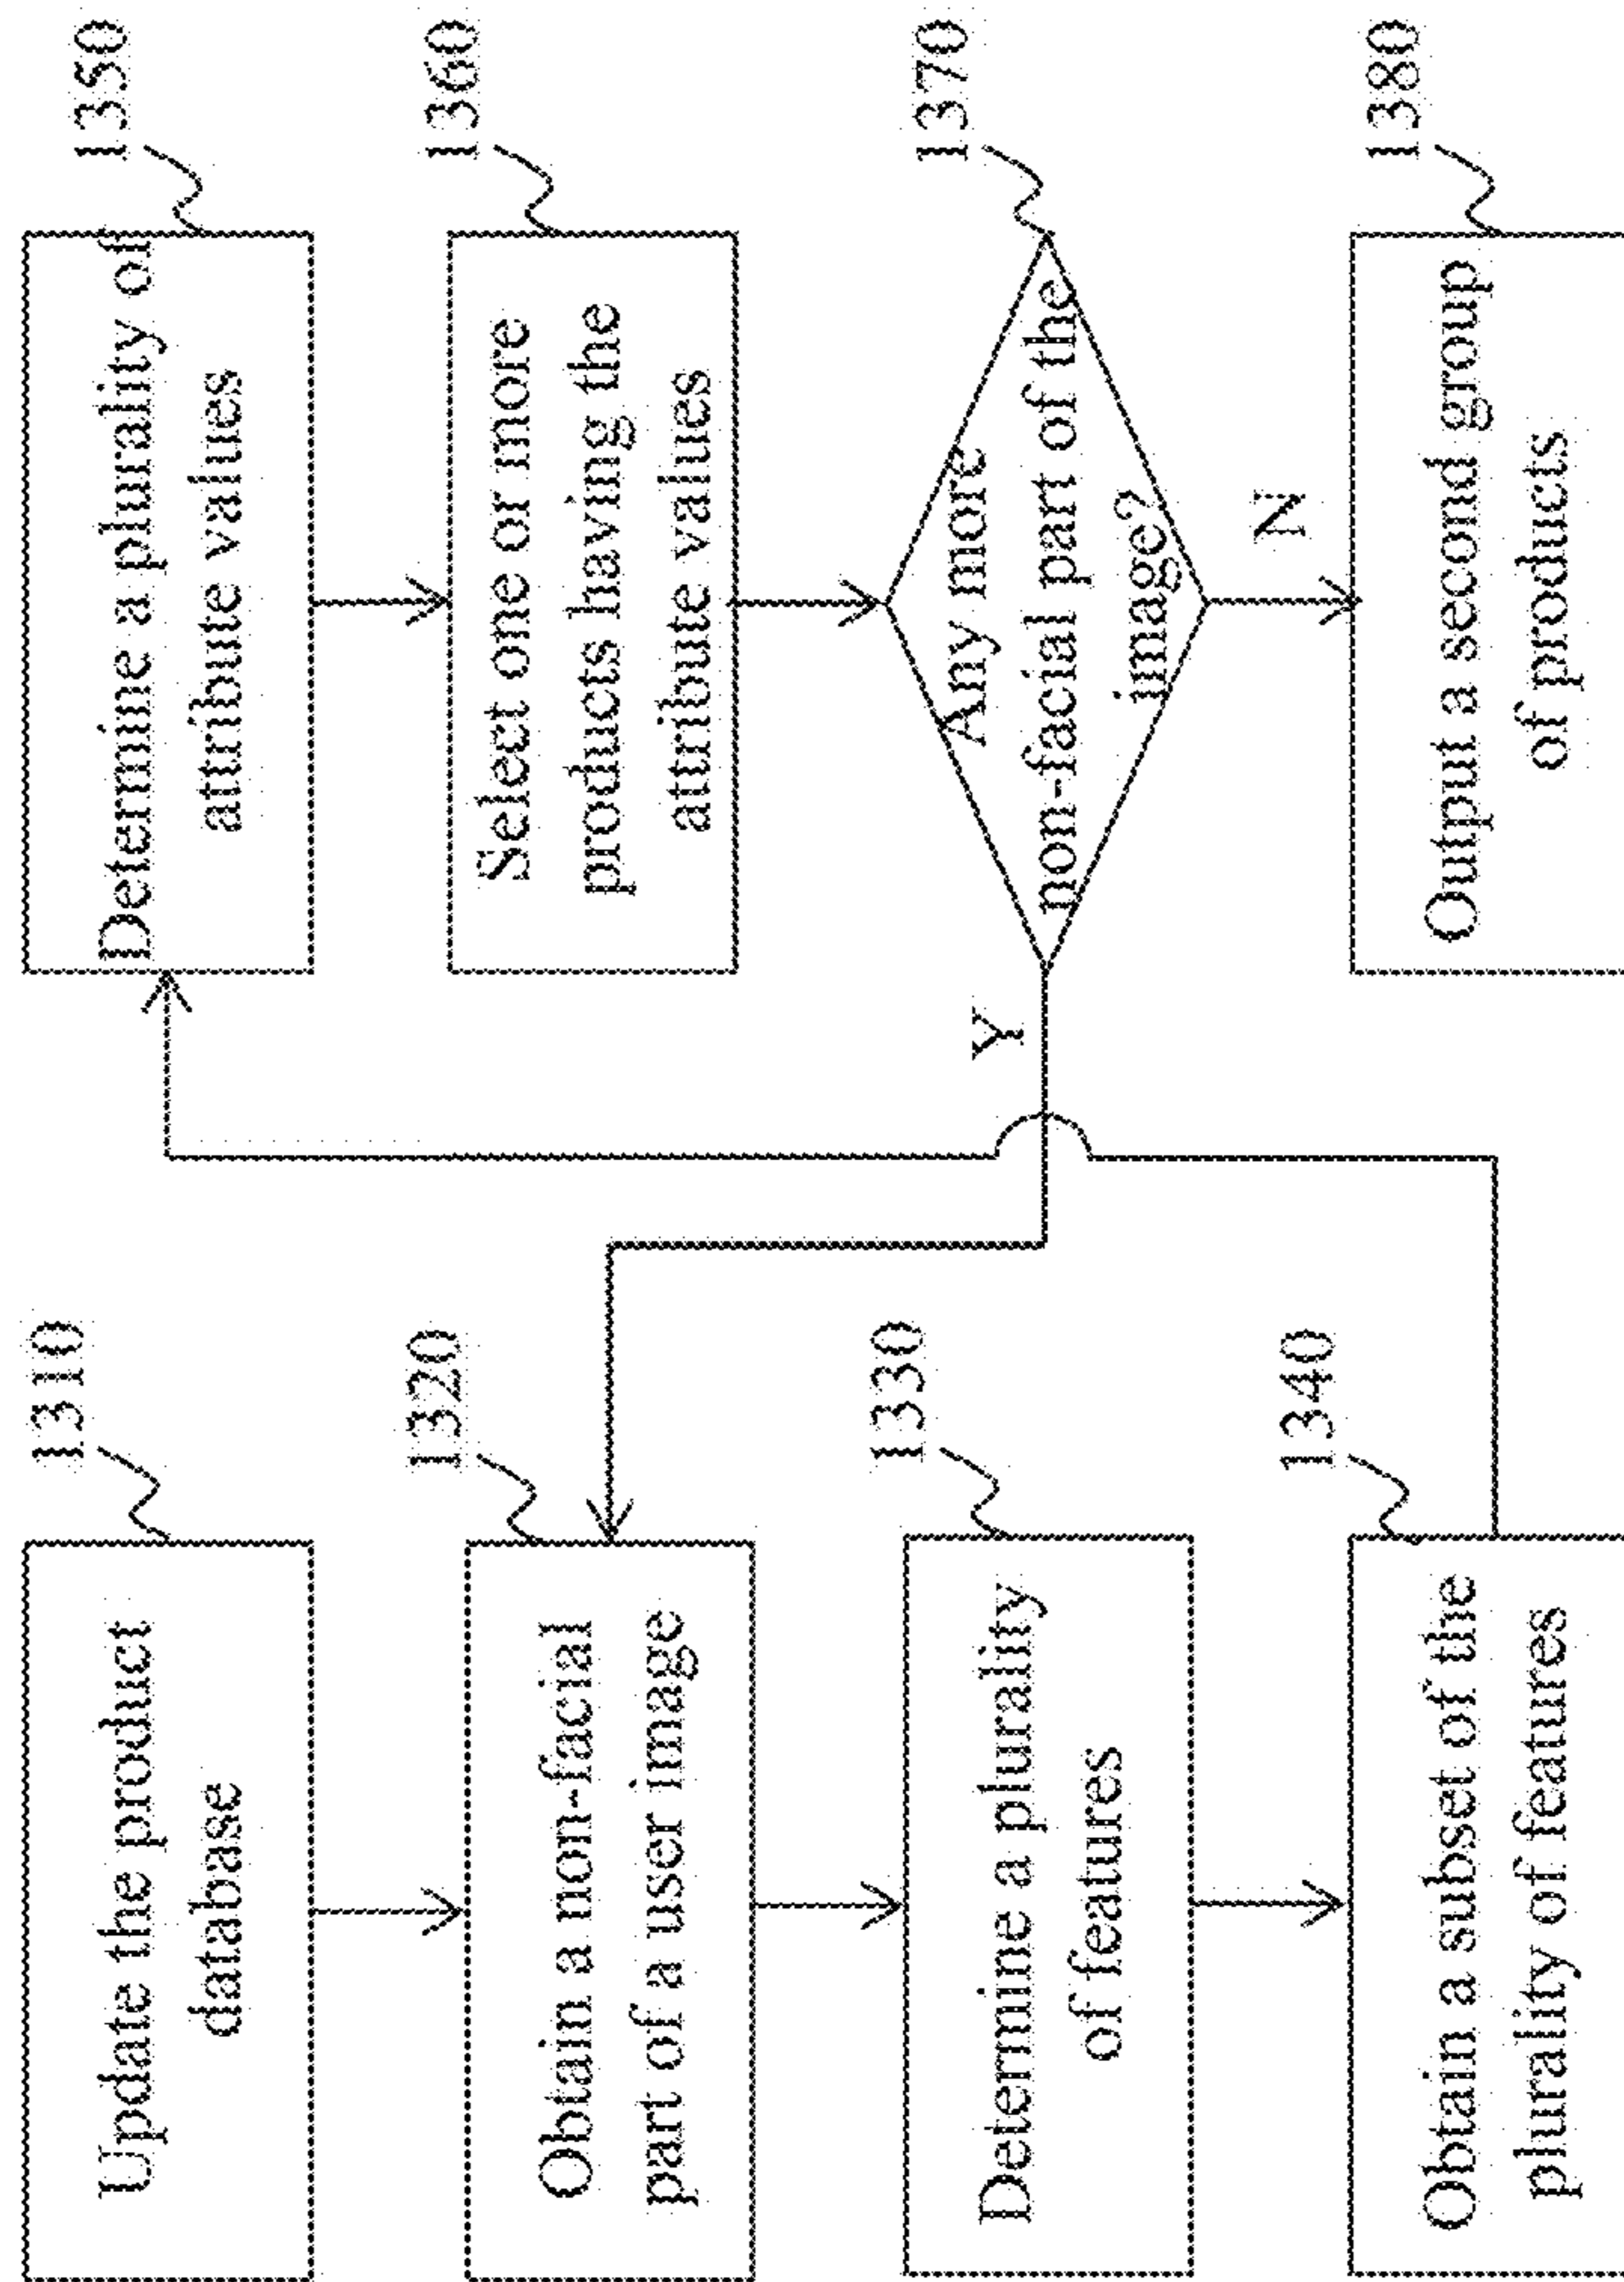 1310
Update the product
database
1320
Obtain a non-facial
part of a user image
1330
Determine a plurality
of features
1340
Obtain a subset of the
plurality of features
1350
Determine a plurality of
attribute values
1360
Select one or more
products having the
attribute values
1370
Any more
non-facial part of the
image?
Y
N
1380
Output a second group
of products